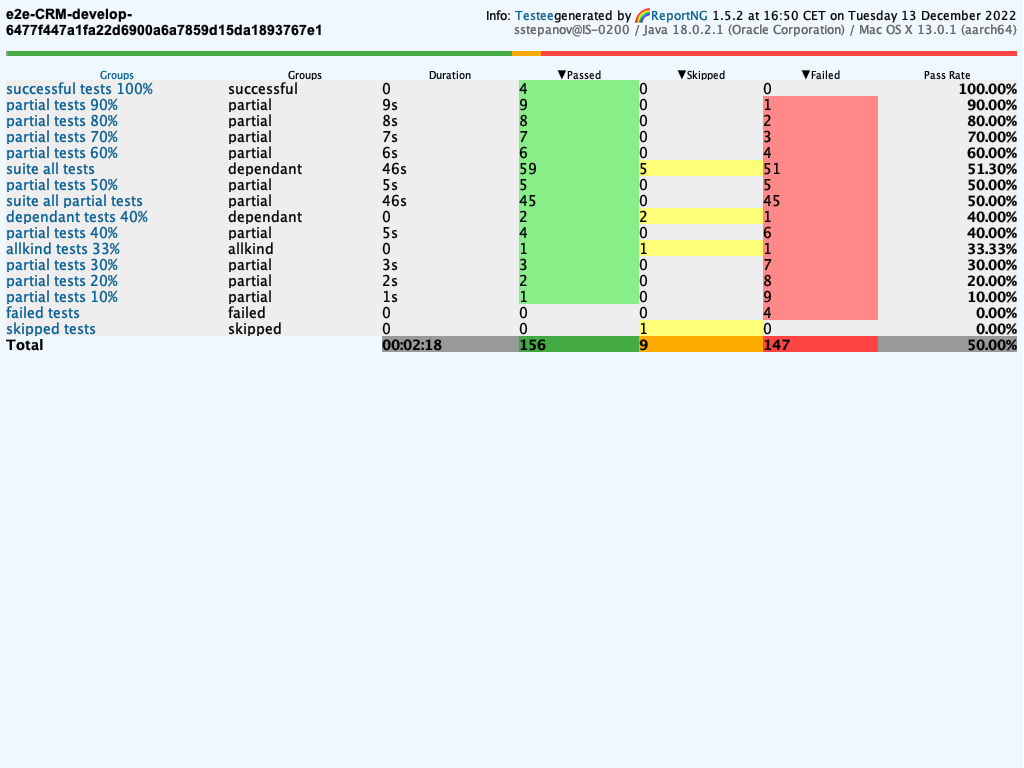 e2e-CRM-develop-
6477f447a1fa22d6900a6a7859d15da1893767e1
Info: Testeegenerated by 🌈ReportNG 1.5.2 at 16:50 CET on Tuesday 13 December 2022
sstepanov@IS-0200 / Java 18.0.2.1 (Oracle Corporation) / Mac OS X 13.0.1 (aarch64)
Groups Groups Duration ▼Passed ▼Skipped ▼Failed Pass Rate
successful tests 100% successful 0 4 0 0 100.00%
partial tests 90% partial 9s 9 0 1 90.00%
partial tests 80% partial 8s 8 0 2 80.00%
partial tests 70% partial 7s 7 0 3 70.00%
partial tests 60% partial 6s 6 0 4 60.00%
suite all tests dependant 46s 59 5 51 51.30%
partial tests 50% partial 5s 5 0 5 50.00%
suite all partial tests partial 46s 45 0 45 50.00%
dependant tests 40% dependant 0 2 2 1 40.00%
partial tests 40% partial 5s 4 0 6 40.00%
allkind tests 33% allkind 0 1 1 1 33.33%
partial tests 30% partial 3s 3 0 7 30.00%
partial tests 20% partial 2s 2 0 8 20.00%
partial tests 10% partial 1s 1 0 9 10.00%
failed tests failed 0 0 0 4 0.00%
skipped tests skipped 0 0 1 0 0.00%
Total 00:02:18 156 9 147 50.00%